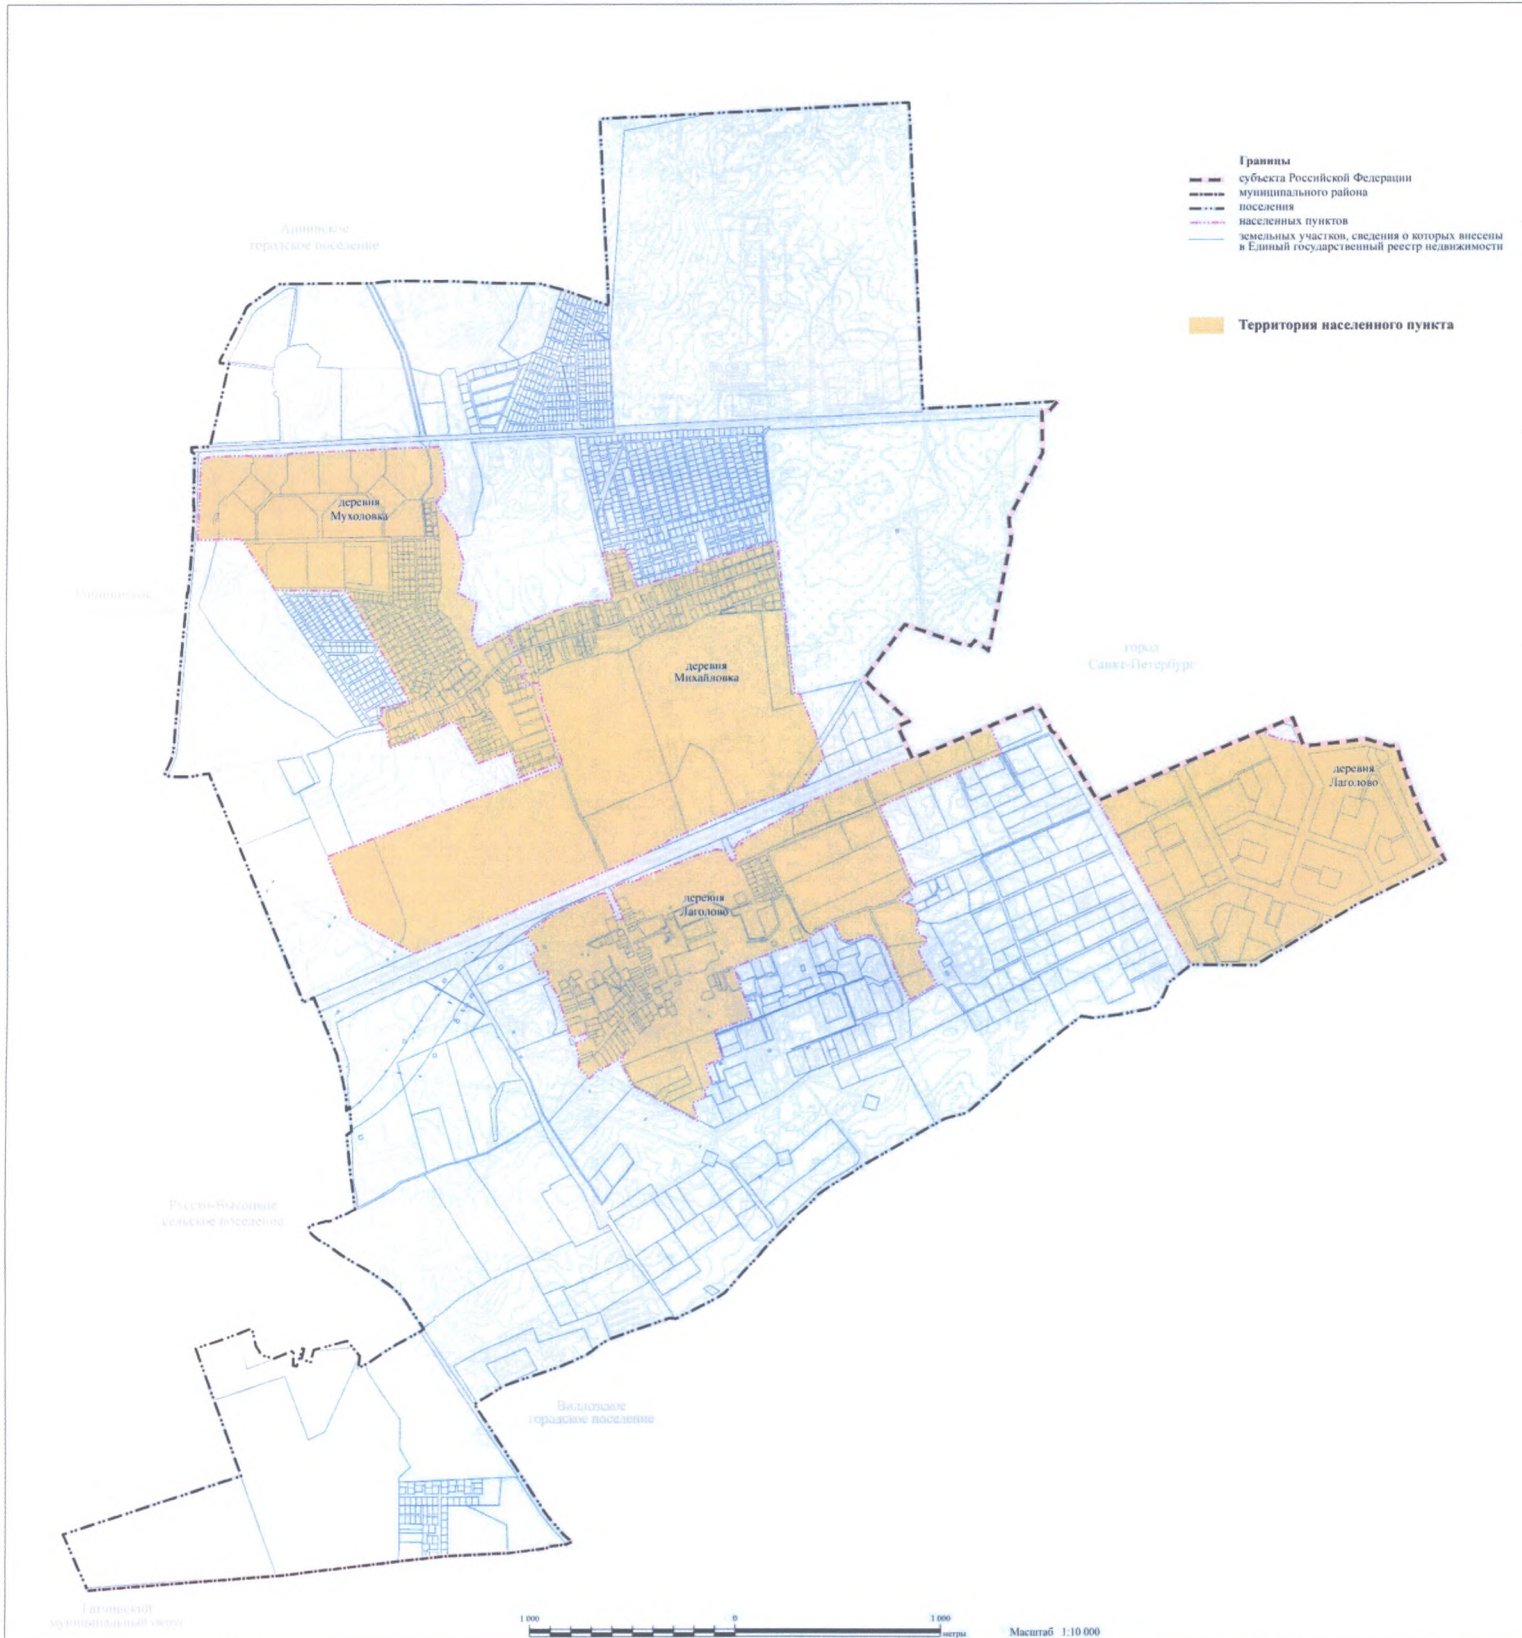 Границы
субъекта Российской Федерации
муниципального района
поселения
населенных пунктов
земельных участков, сведения о которых внесены
в Единый государственный реестр недвижимости
Территория населенного пункта
городское поселение
деревня
Мухоловка
город
Санкт-Петербург
деревня
Михайловка
деревня
Лаголово
деревня
Лаголово
Русско-Высоцкое
сельское поселение
Виллозское
городское поселение
Гатчинский
муниципальный округ
1 000
0
1 000
метры
Масштаб 1:10 000